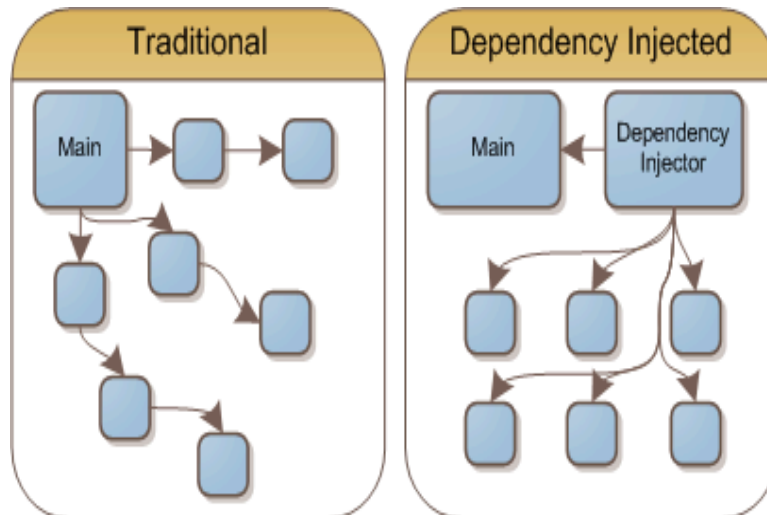 Traditional
Main
Dependency Injected
Main
Dependency
Injector